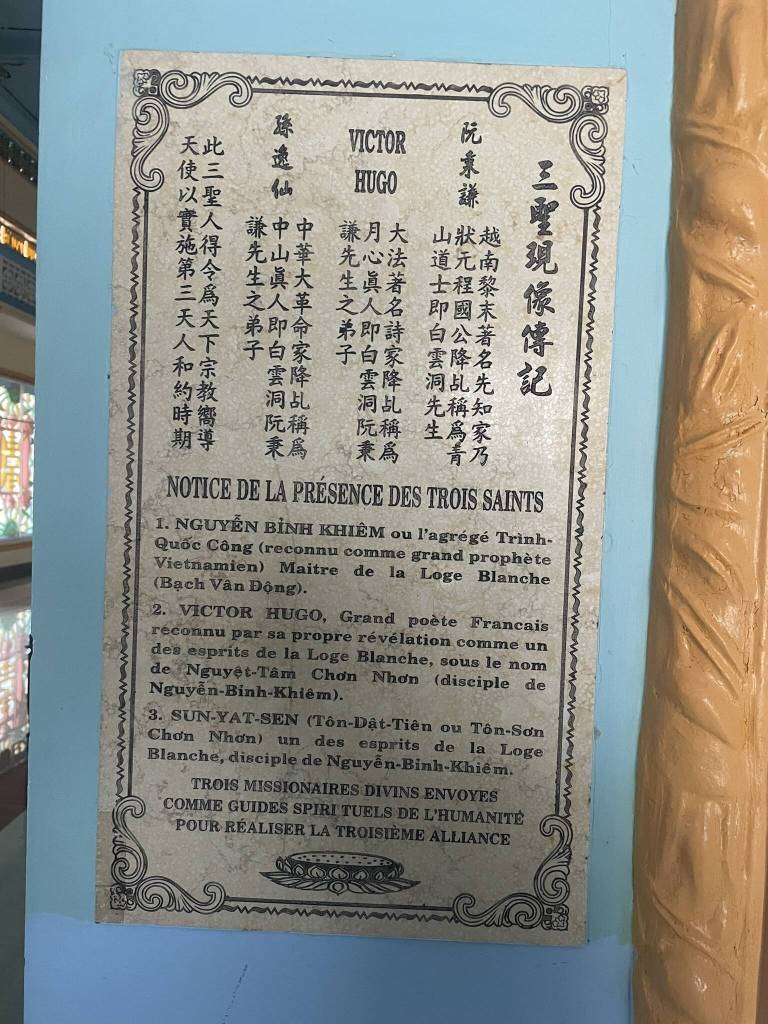 三聖現像傳記
阮秉謙
越南黎末著名先知家乃
狀元程國公降乩稱爲青
山道士即白雲洞先生
VICTOR
HUGO
大法著名詩家降乩稱爲
月心眞人即白雲洞阮秉
謙先生之弟子
孫逸仙
中華大革命家降乩稱爲
中山眞人即白雲洞阮秉
謙先生之弟子
此三聖人得令爲天下宗教嚮導
天使以實施第三天人和約時期
NOTICE DE LA PRÉSENCE DES TROIS SAINTS
1. NGUYỄN BỈNH KHIÊM ou l'agrégé Trình-
Quốc Công (reconnu comme grand prophète
Vietnamien) Maitre de la Loge Blanche
(Bạch Vân Động).
2. VICTOR HUGO, Grand poète Francais
reconnu par sa propre révélation comme un
des esprits de la Loge Blanche, sous le nom
de Nguyệt-Tâm Chơn Nhơn (disciple de
Nguyễn-Bỉnh-Khiêm).
3. SUN-YAT-SEN (Tôn-Dật-Tiên ou Tôn-Sơn
Chơn Nhơn) un des esprits de la Loge
Blanche, disciple de Nguyễn-Bỉnh-Khiêm.
TROIS MISSIONAIRES DIVINS ENVOYES
COMME GUIDES SPIRI TUELS DE L'HUMANITÉ
POUR RÉALISER LA TROISIÈME ALLIANCE